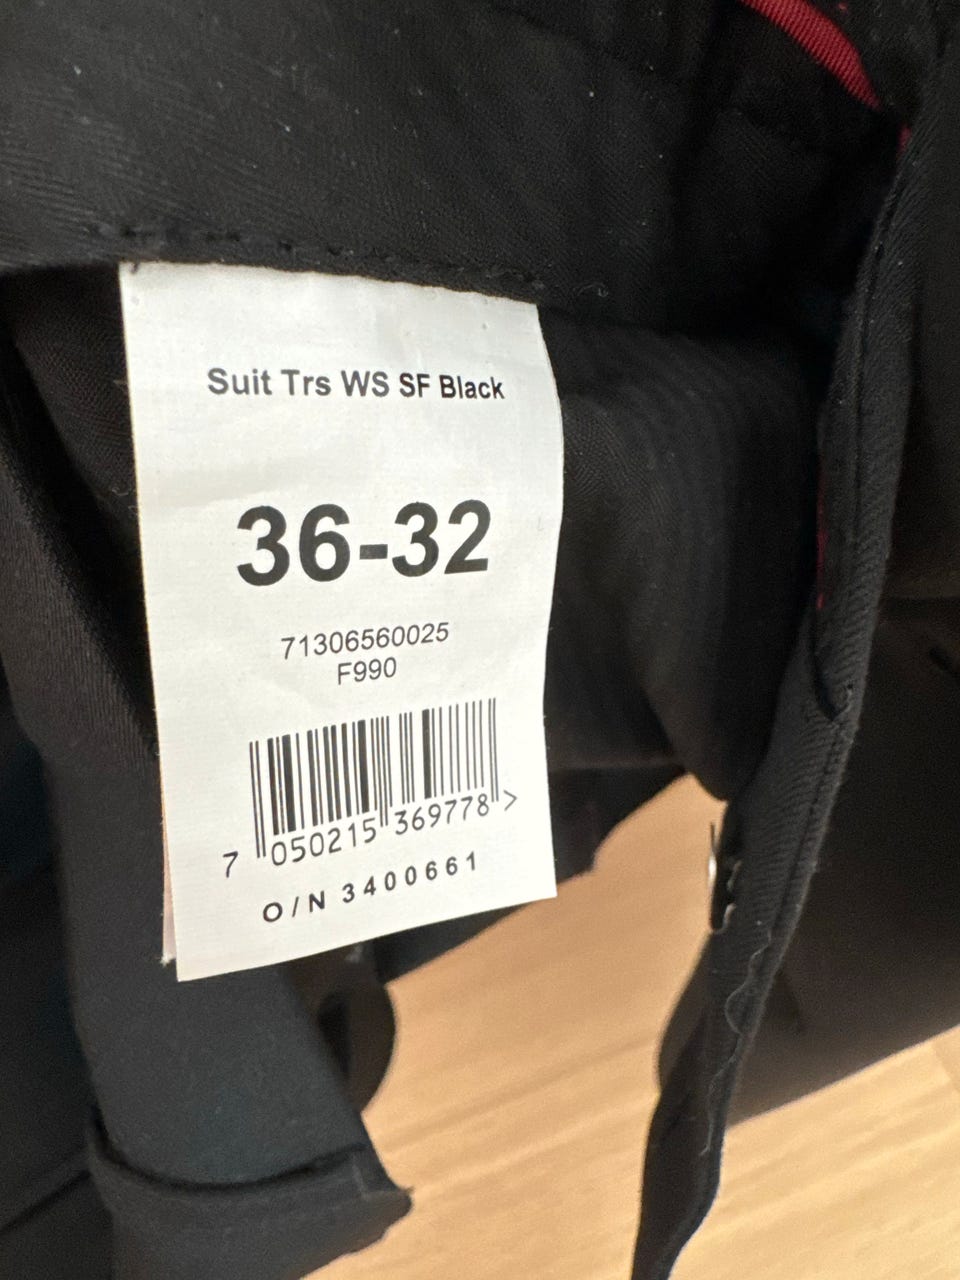 Suit Trs WS SF Black
36-32
71306560025
F990
7 050215 369778 >
O/N 3400661